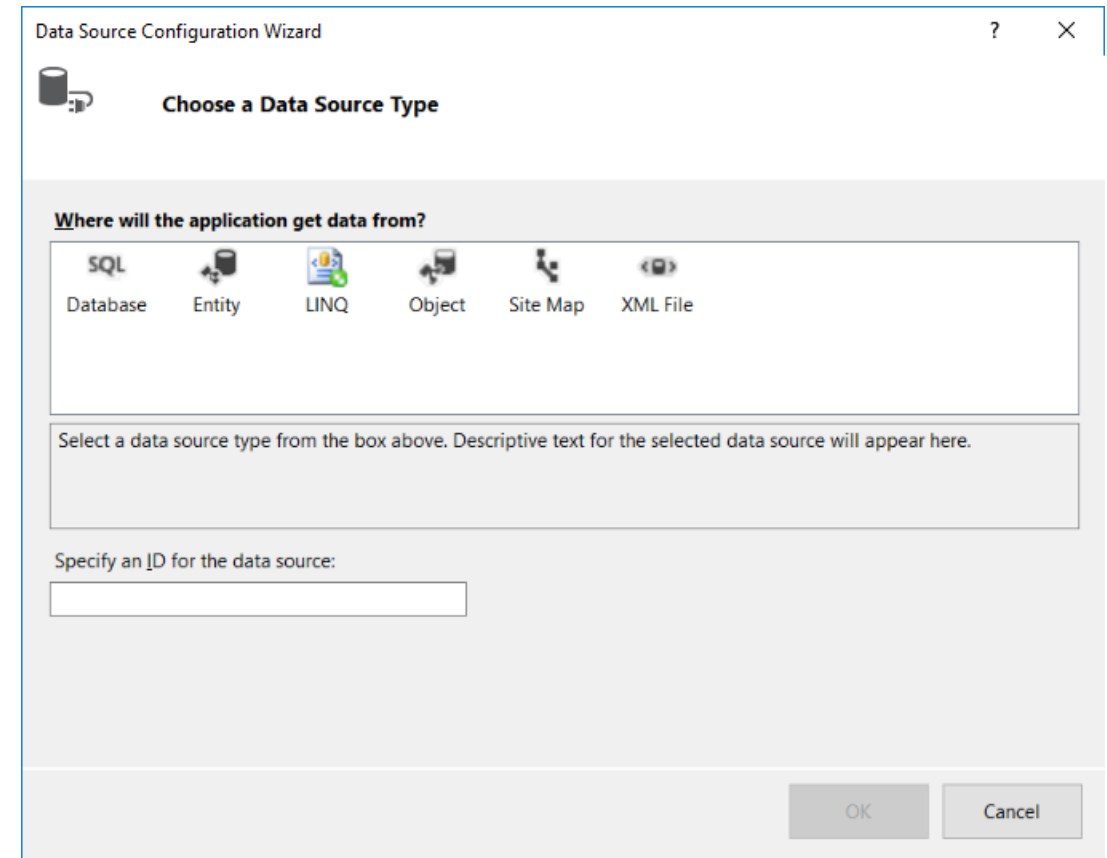 Data Source Configuration Wizard ?
Choose a Data Source Type
Where will the application get data from?
SQL
Database Entity LINQ Object Site Map XML File
Select a data source type from the box above. Descriptive text for the selected data source will appear here.
Specify an ID for the data source:
OK Cancel